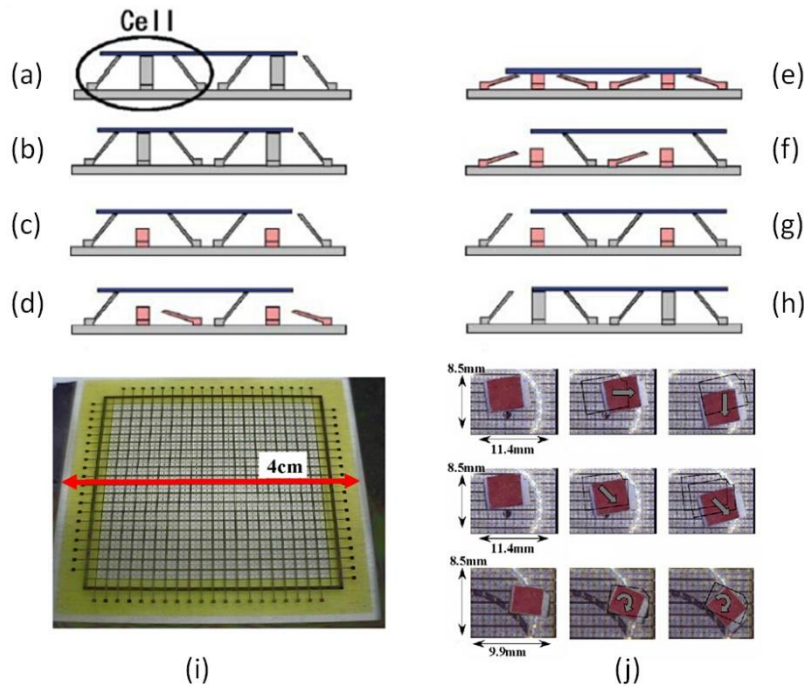 Cell
(a)
(b)
(c)
(d)
(e)
(f)
(g)
(h)
4cm
(i)
8.5mm
11.4mm
8.5mm
11.4mm
8.5mm
9.9mm
(j)